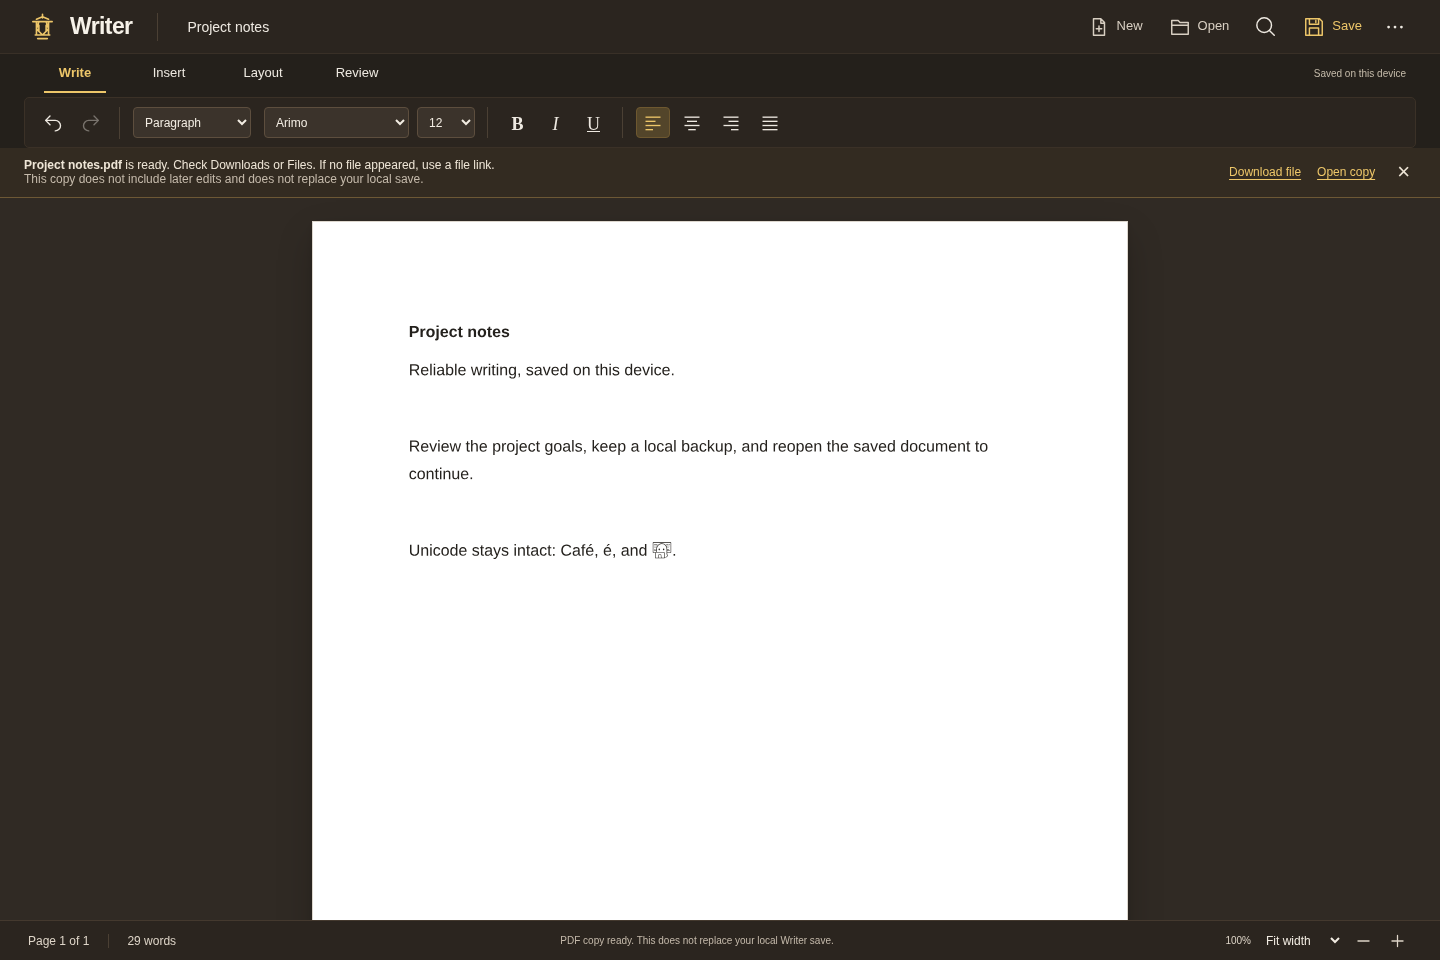 Writer
Project notes
New
Open
Save
Write
Insert
Layout
Review
Saved on this device
Paragraph
Arimo
12
B
I
U
Project notes.pdf is ready. Check Downloads or Files. If no file appeared, use a file link.
This copy does not include later edits and does not replace your local save.
Download file
Open copy
Project notes
Reliable writing, saved on this device.
Review the project goals, keep a local backup, and reopen the saved document to
continue.
Unicode stays intact: Café, é, and .
Page 1 of 1
29 words
PDF copy ready. This does not replace your local Writer save.
100%
Fit width